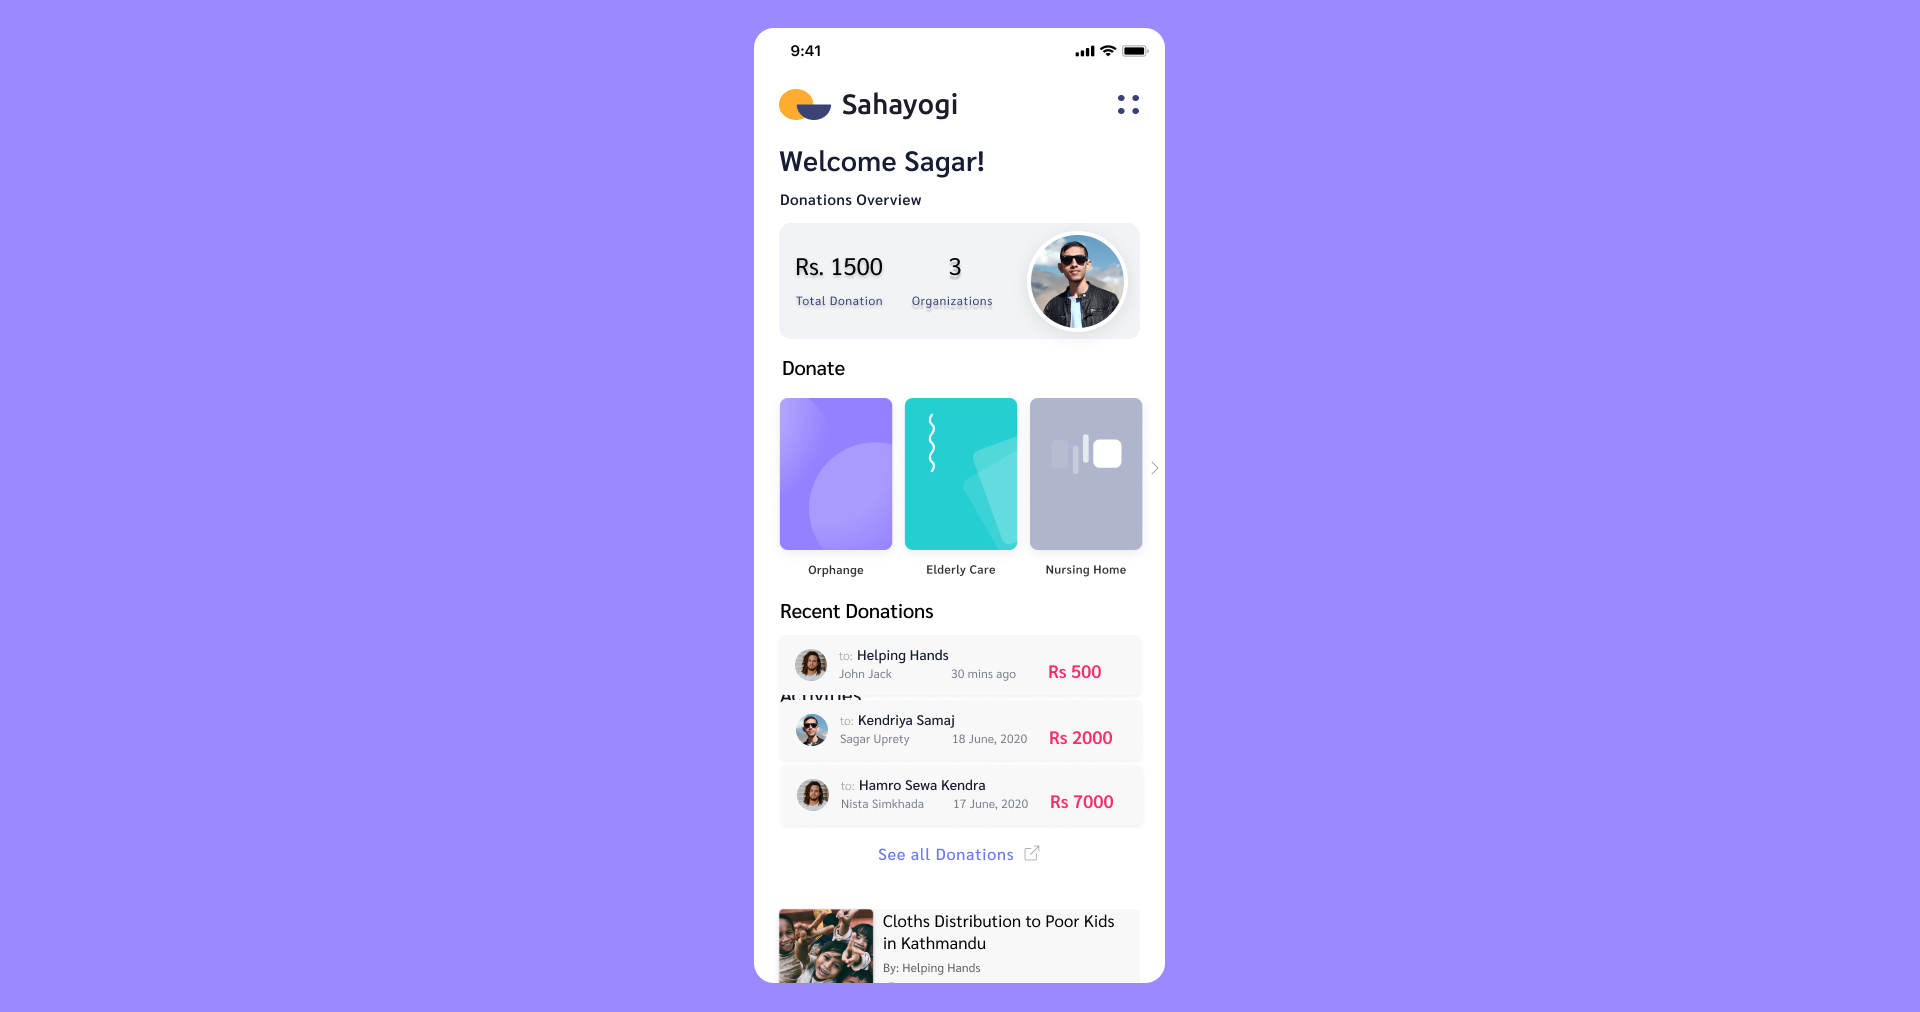 9:41
Sahayogi
Welcome Sagar!
Donations Overview
Rs. 1500
3
Total Donation
Organizations
Donate
Orphange
Elderly Care
Nursing Home
Recent Donations
to: Helping Hands
John Jack 30 mins ago Rs 500
Activities
to: Kendriya Samaj
Sagar Uprety 18 June, 2020 Rs 2000
to: Hamro Sewa Kendra
Nista Simkhada 17 June, 2020 Rs 7000
See all Donations
Cloths Distribution to Poor Kids
in Kathmandu
By: Helping Hands